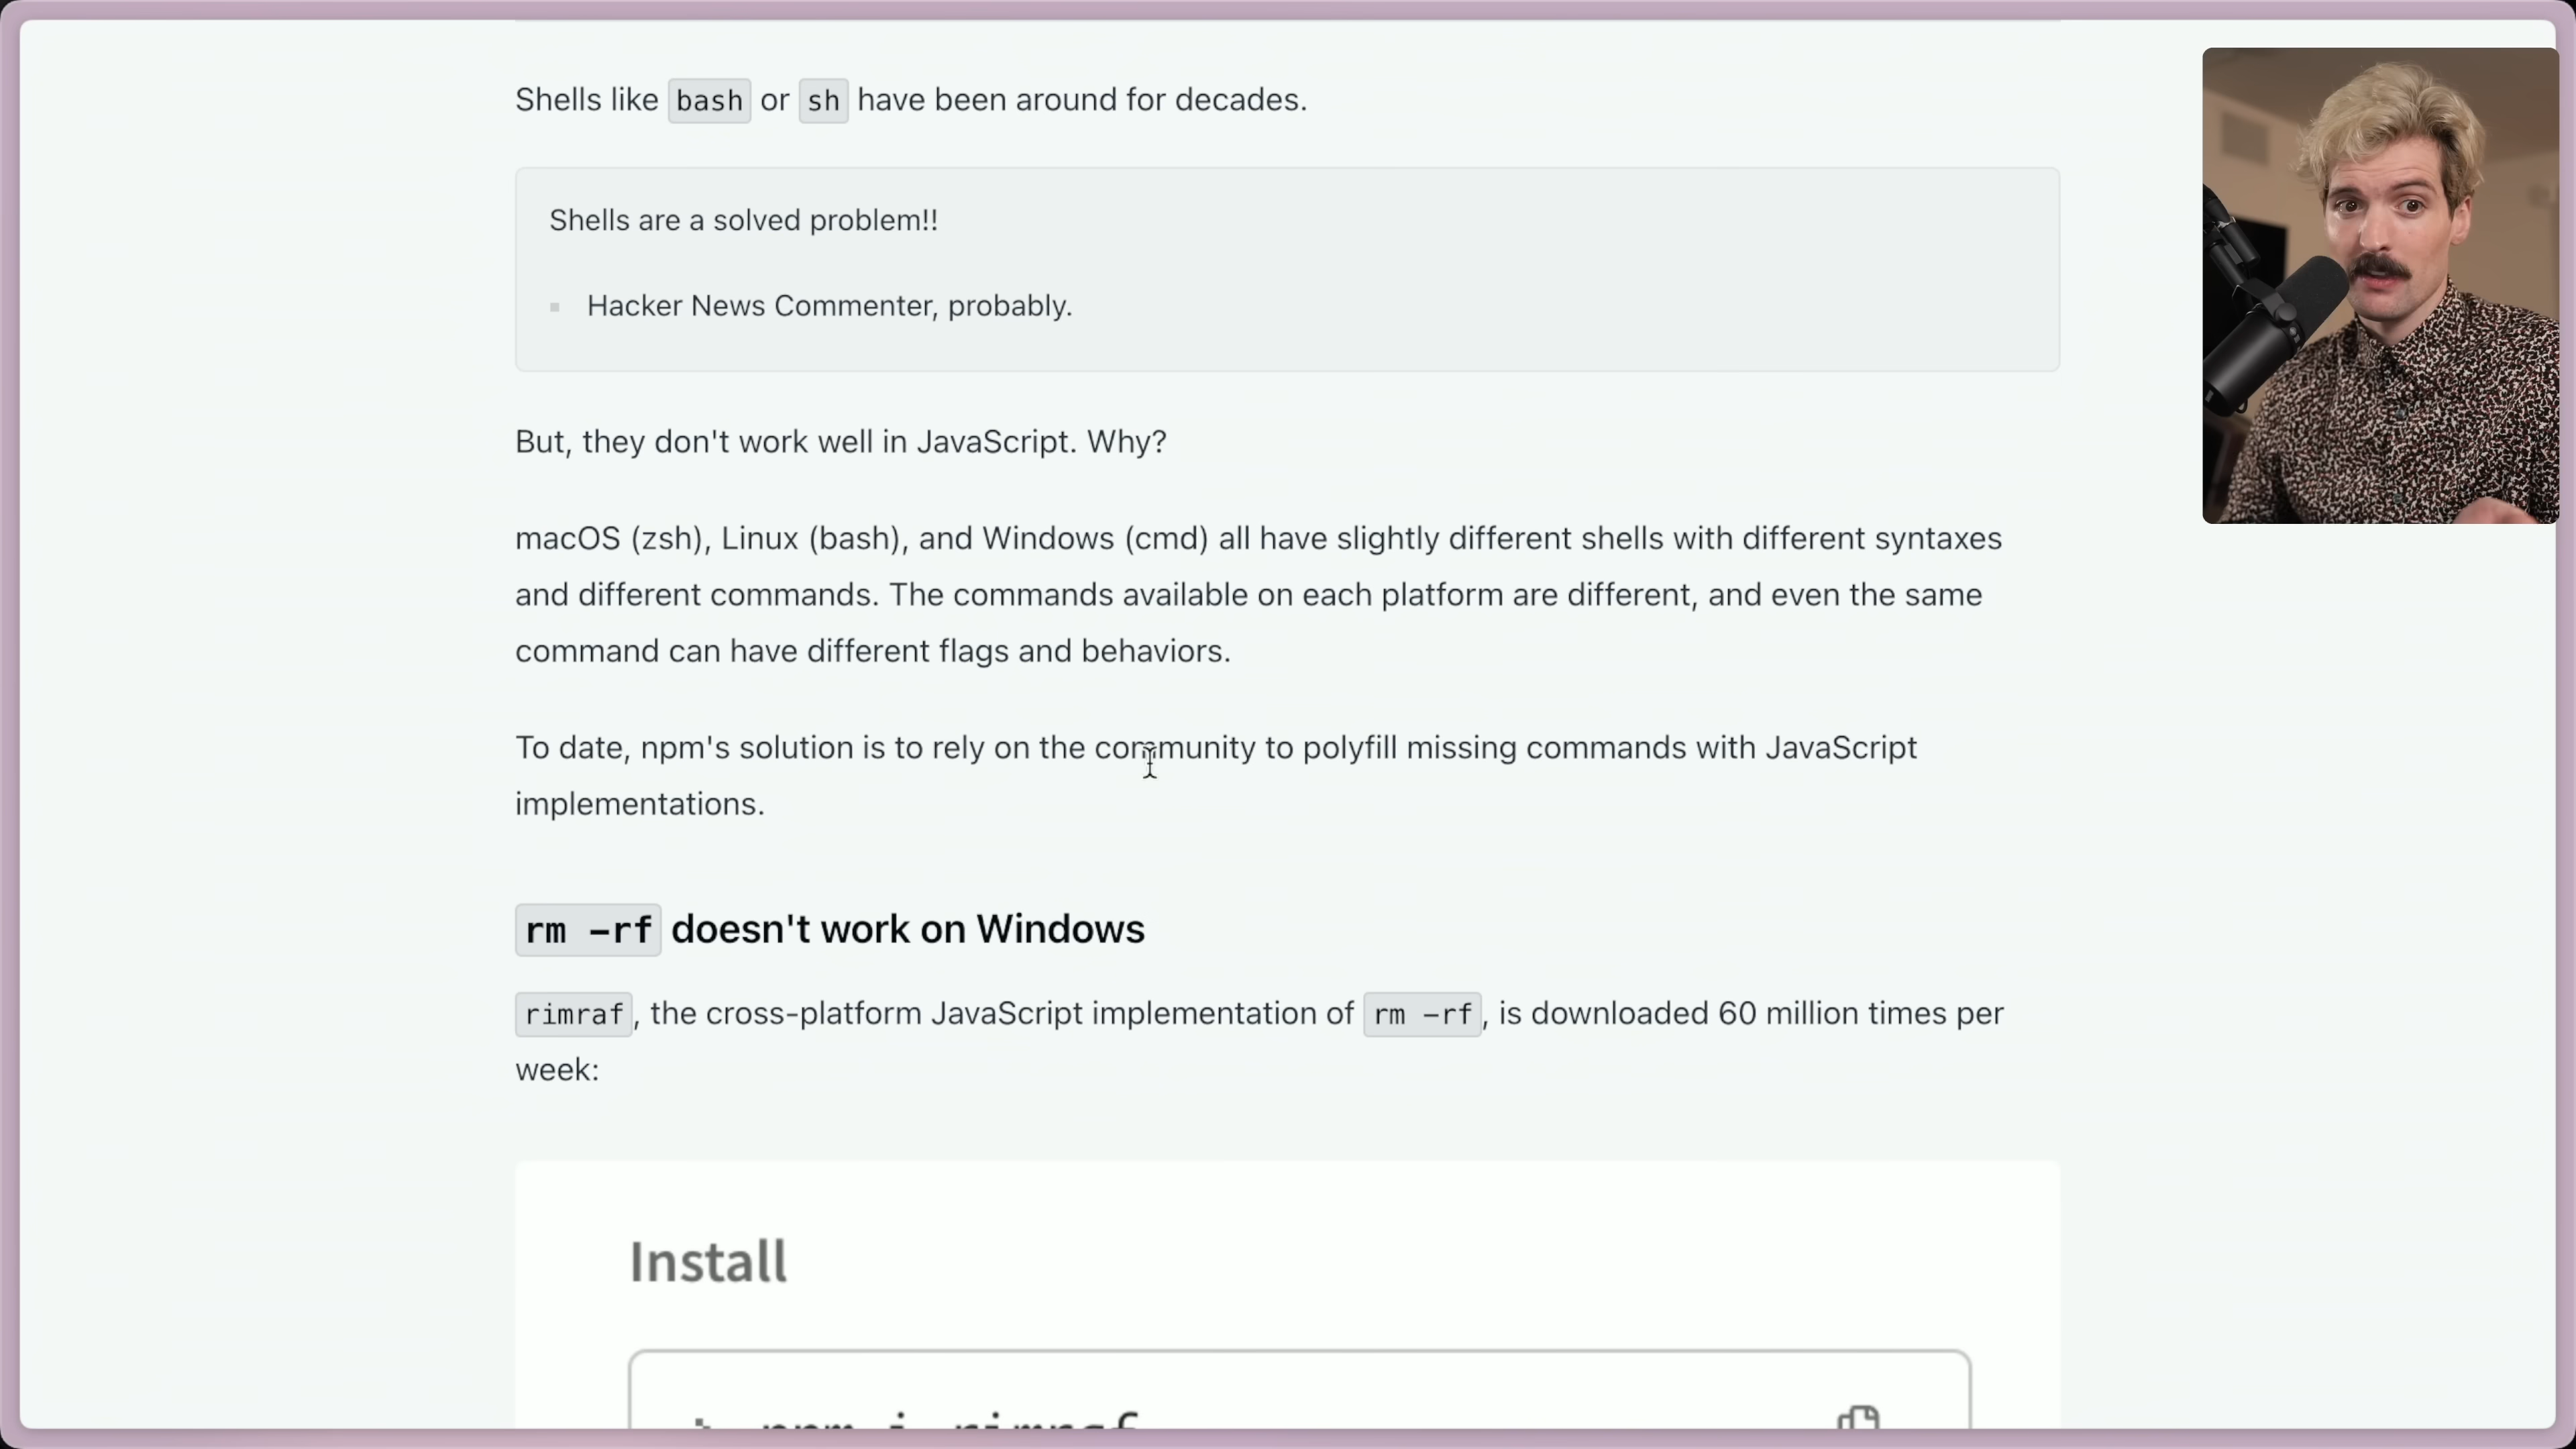 Shells like bash or sh have been around for decades.
Shells are a solved problem!!
Hacker News Commenter, probably.
But, they don't work well in JavaScript. Why?
macOS (zsh), Linux (bash), and Windows (cmd) all have slightly different shells with different syntaxes
and different commands. The commands available on each platform are different, and even the same
command can have different flags and behaviors.
To date, npm's solution is to rely on the community to polyfill missing commands with JavaScript
implementations.
rm -rf doesn't work on Windows
rimraf, the cross-platform JavaScript implementation of rm -rf, is downloaded 60 million times per
week:
Install
npm i rimraf